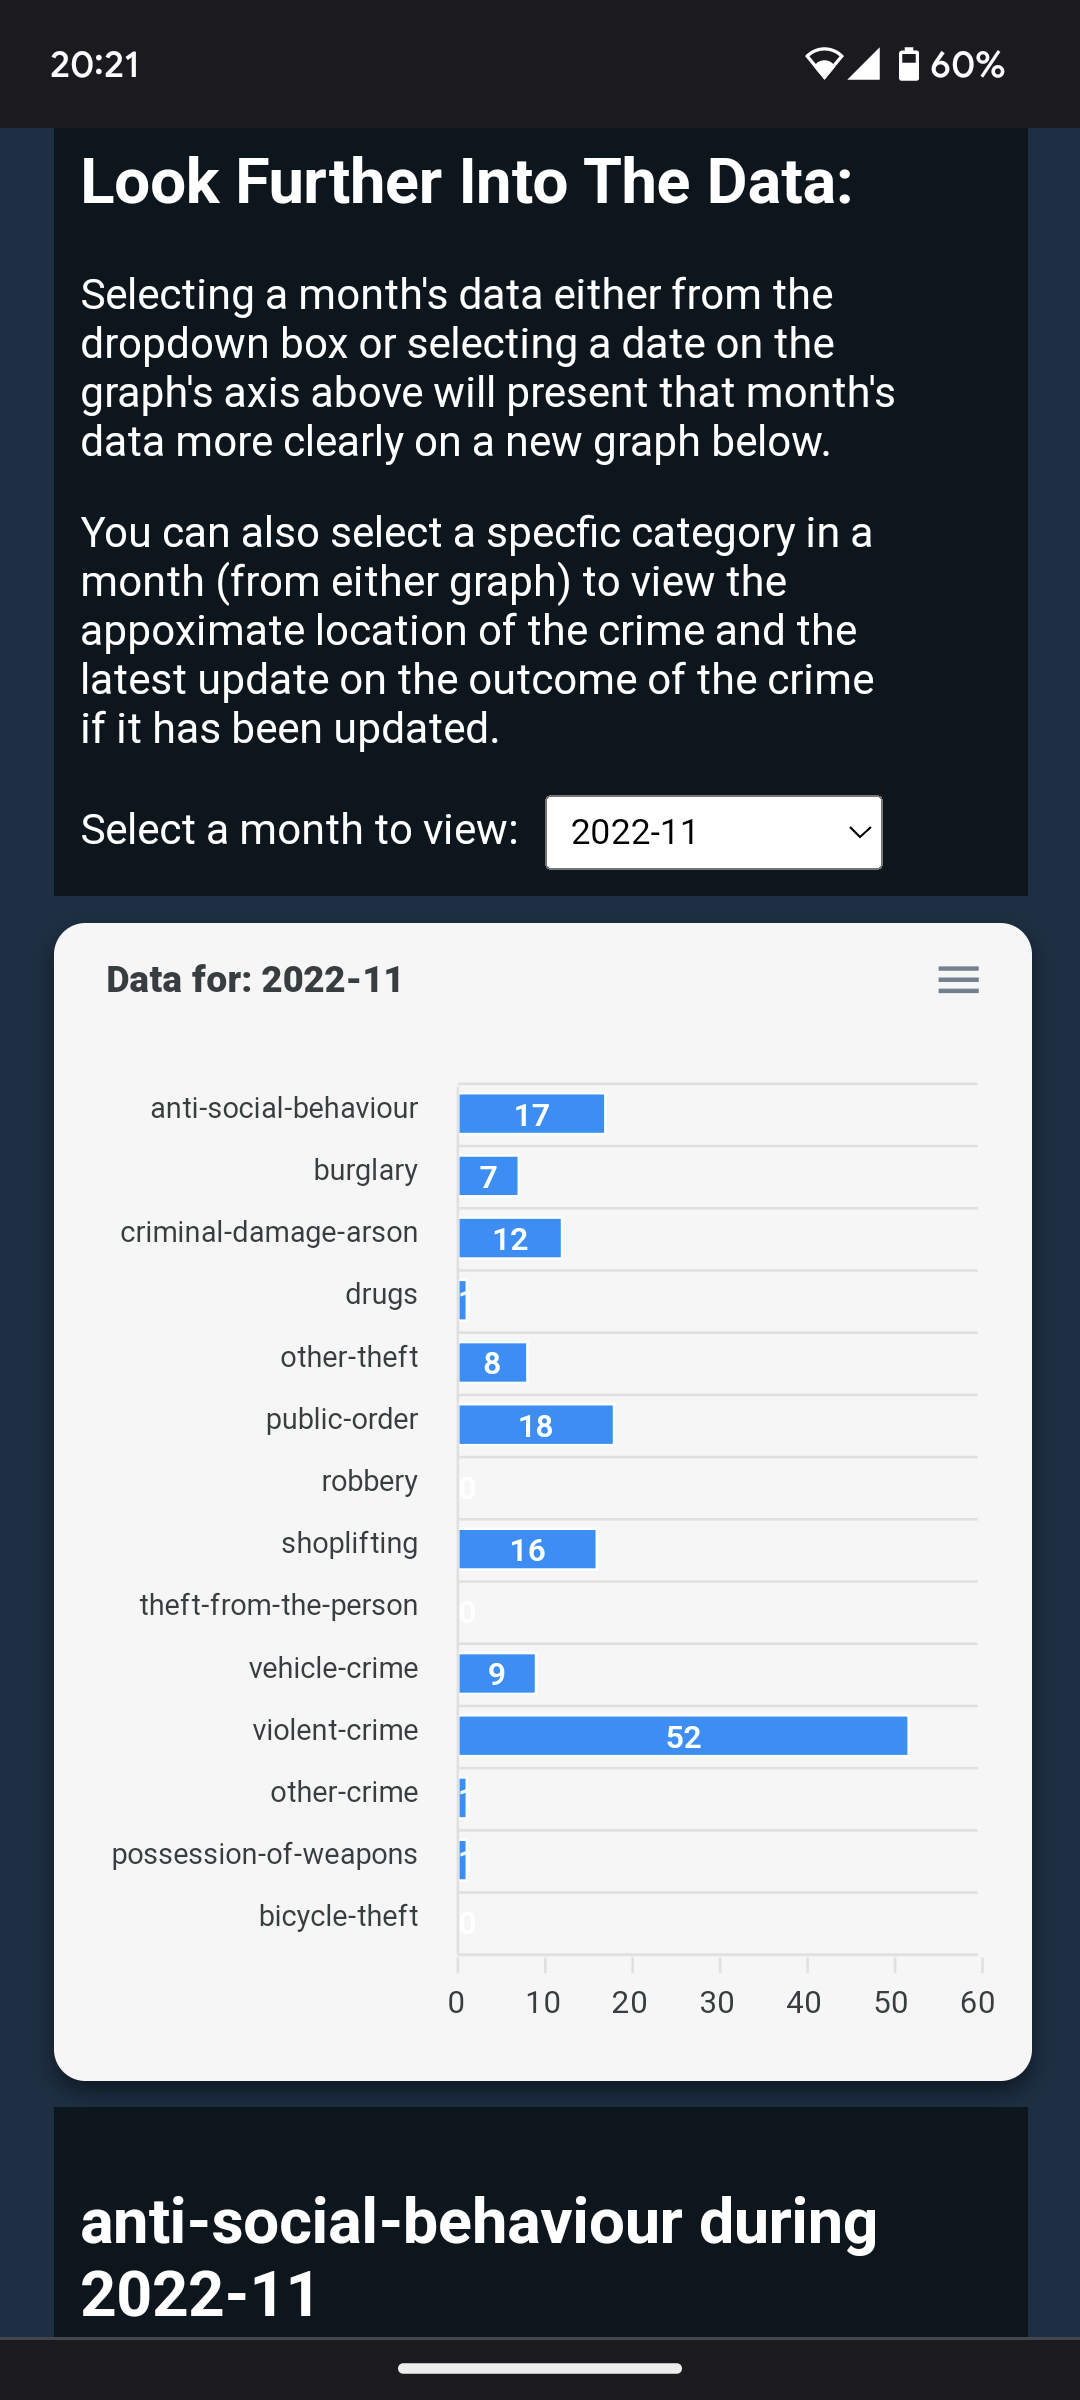 20:21
60%
Look Further Into The Data:
Selecting a month's data either from the
dropdown box or selecting a date on the
graph's axis above will present that month's
data more clearly on a new graph below.
You can also select a specfic category in a
month (from either graph) to view the
appoximate location of the crime and the
latest update on the outcome of the crime
if it has been updated.
Select a month to view: 2022-11
Data for: 2022-11
anti-social-behaviour 17
burglary 7
criminal-damage-arson 12
drugs 1
other-theft 8
public-order 18
robbery 0
shoplifting 16
theft-from-the-person 0
vehicle-crime 9
violent-crime 52
other-crime 1
possession-of-weapons 1
bicycle-theft 0
0 10 20 30 40 50 60
anti-social-behaviour during
2022-11